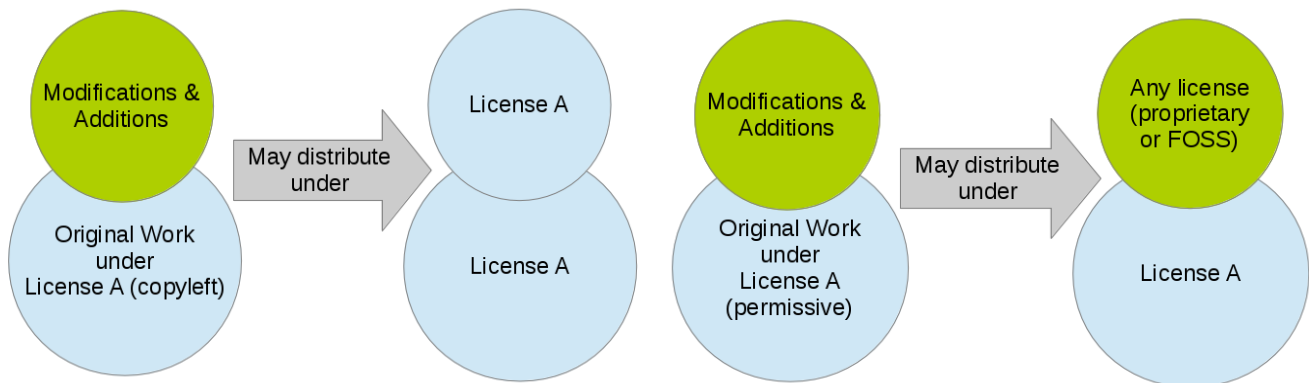 Modifications &
Additions
May distribute
under
Original Work
under
License A (copyleft)
License A
License A
Modifications &
Additions
May distribute
under
Original Work
under
License A
(permissive)
Any license
(proprietary
or FOSS)
License A